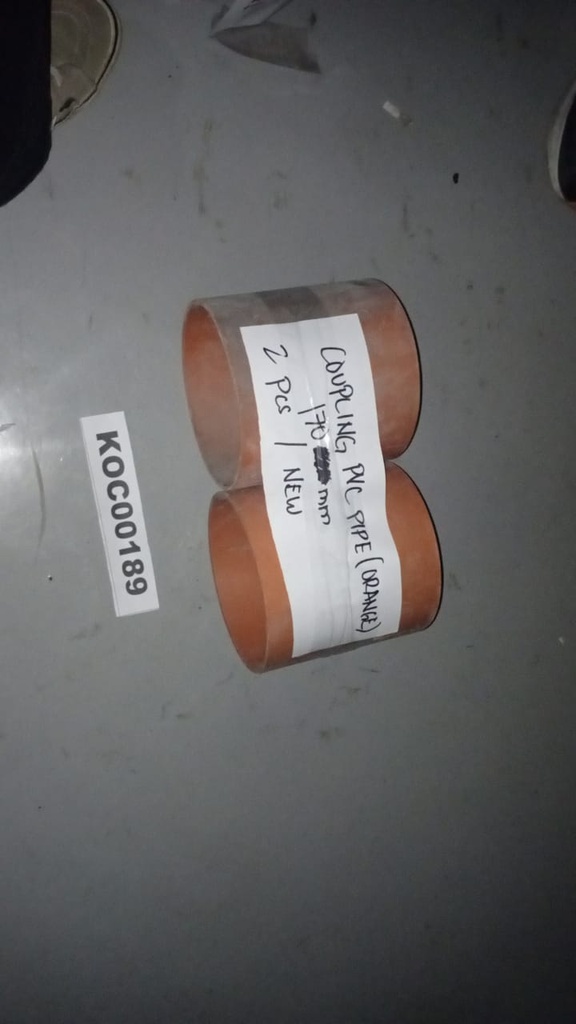 COUPLING PVC PIPE (ORANGE)
170 mm
2 PCS / NEW
KOC00189